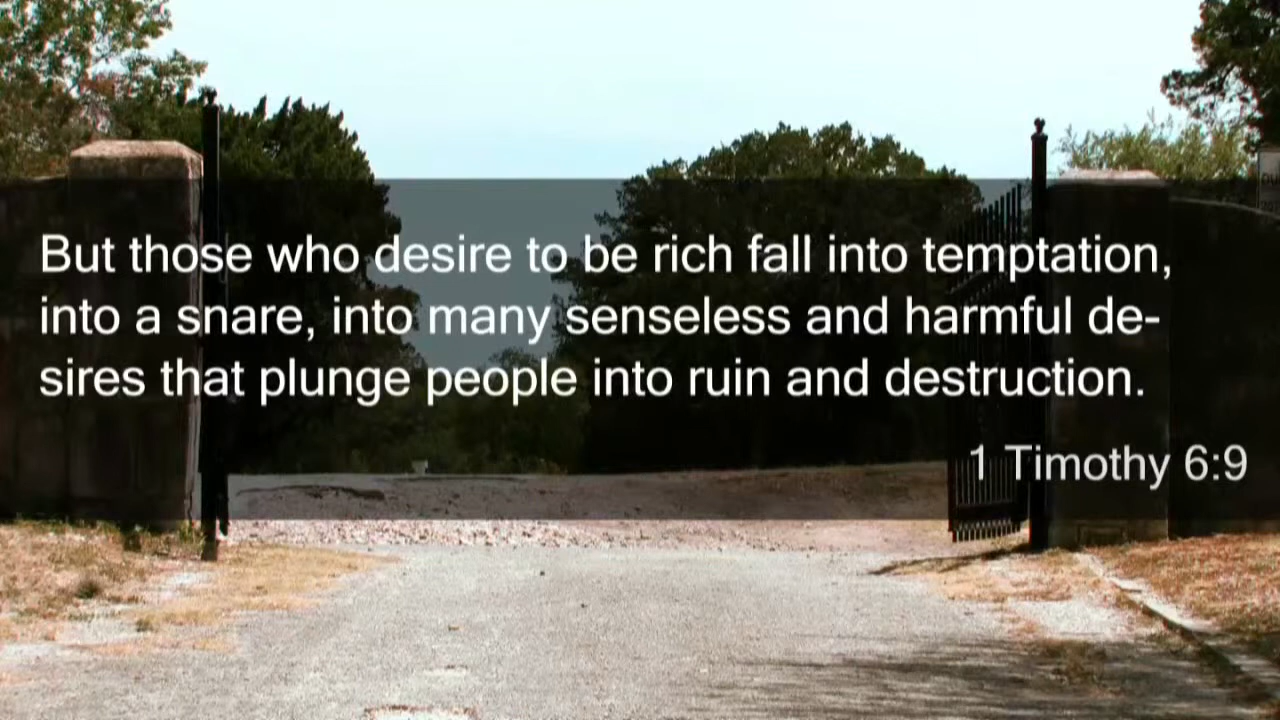 But those who desire to be rich fall into temptation,
into a snare, into many senseless and harmful de-
sires that plunge people into ruin and destruction.
1 Timothy 6:9